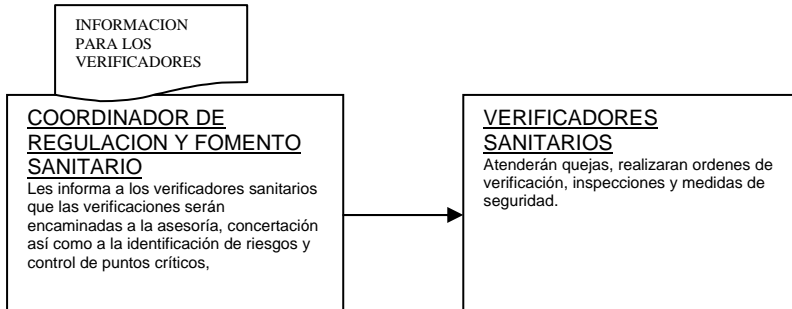 INFORMACION
PARA LOS
VERIFICADORES
COORDINADOR DE
REGULACION Y FOMENTO
SANITARIO
Les informa a los verificadores sanitarios
que las verificaciones serán
encaminadas a la asesoría, concertación
así como a la identificación de riesgos y
control de puntos críticos,
VERIFICADORES
SANITARIOS
Atenderán quejas, realizaran ordenes de
verificación, inspecciones y medidas de
seguridad.